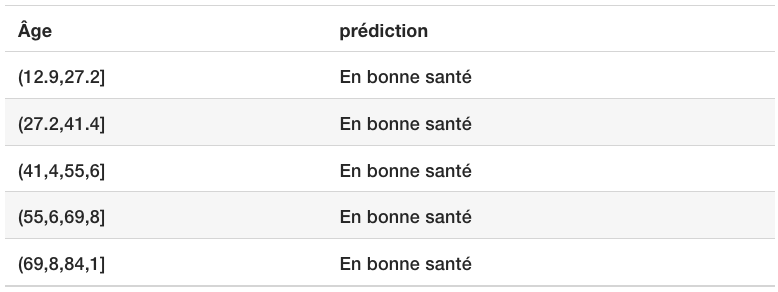 Âge prédiction
(12.9,27.2] En bonne santé
(27.2,41.4] En bonne santé
(41,4,55,6] En bonne santé
(55,6,69,8] En bonne santé
(69,8,84,1] En bonne santé